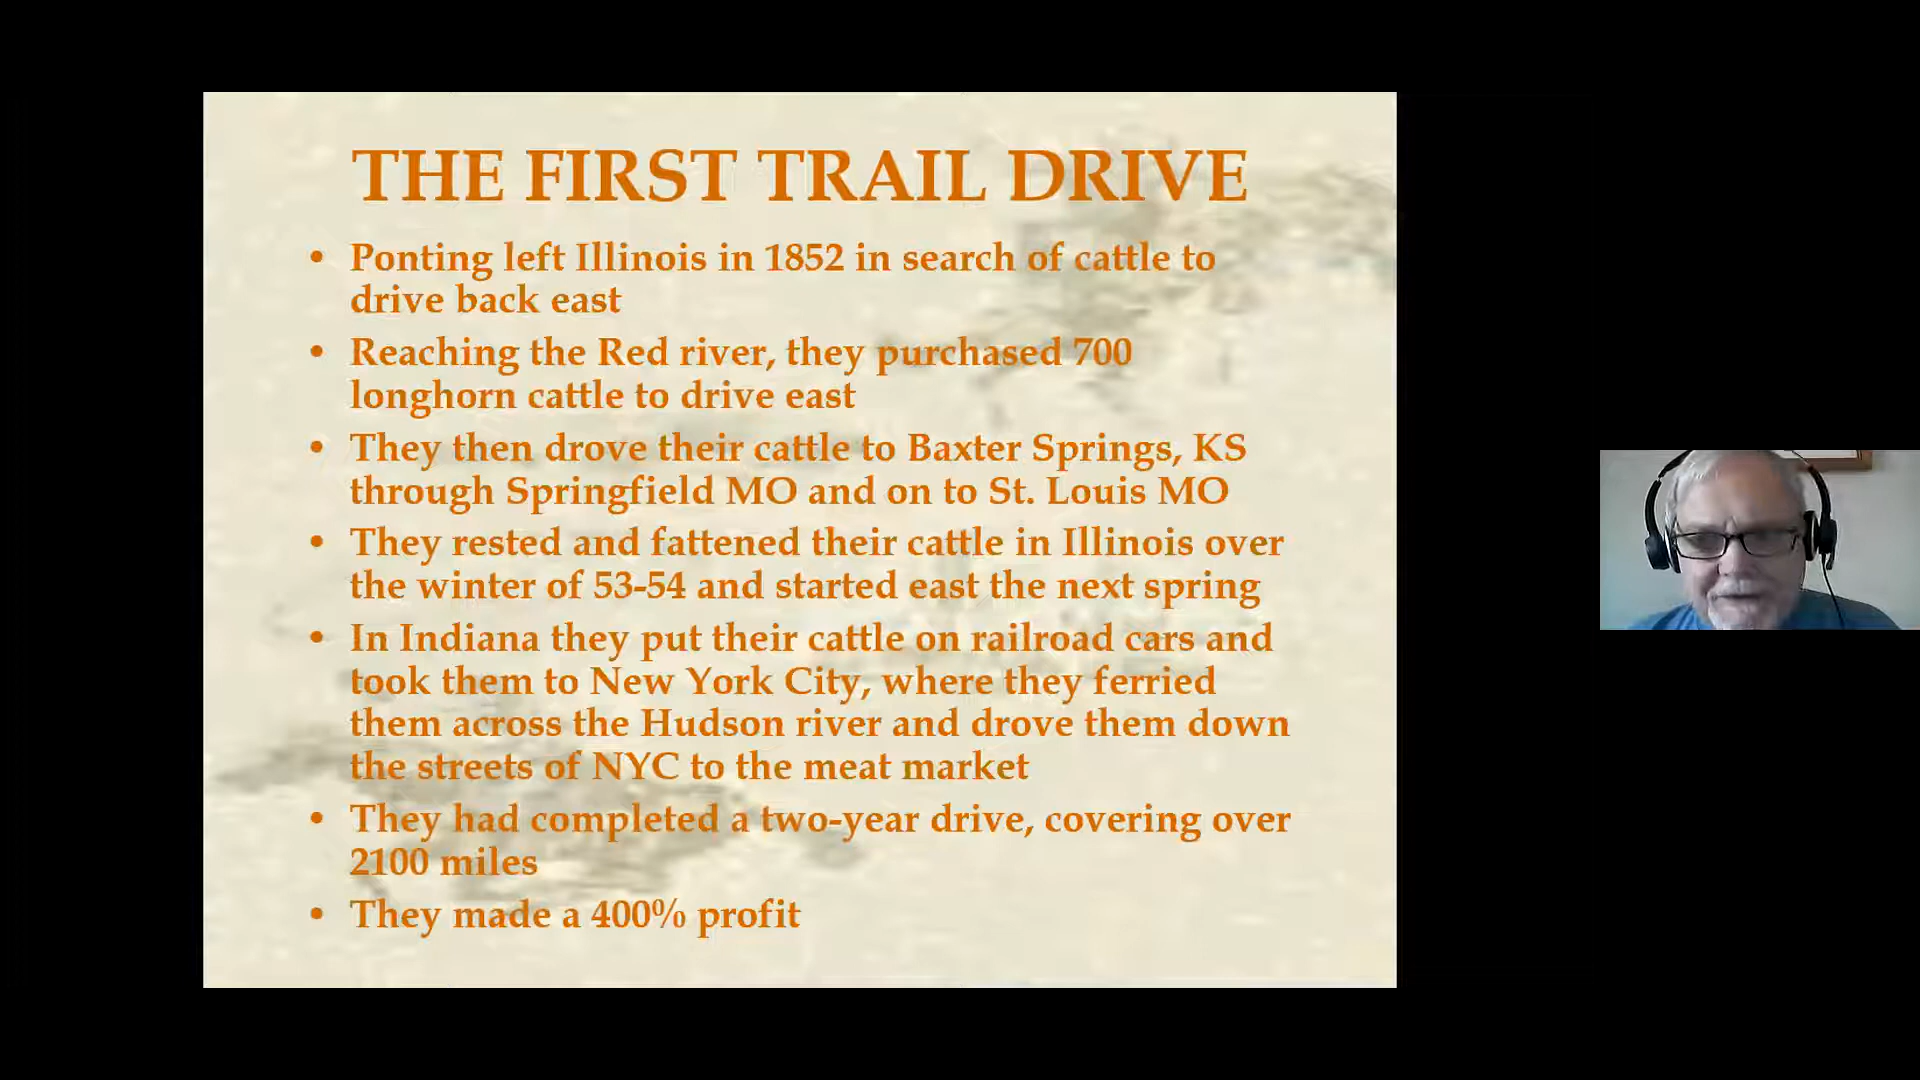 THE FIRST TRAIL DRIVE
• Ponting left Illinois in 1852 in search of cattle to
drive back east
• Reaching the Red river, they purchased 700
longhorn cattle to drive east
• They then drove their cattle to Baxter Springs, KS
through Springfield MO and on to St. Louis MO
• They rested and fattened their cattle in Illinois over
the winter of 53-54 and started east the next spring
• In Indiana they put their cattle on railroad cars and
took them to New York City, where they ferried
them across the Hudson river and drove them down
the streets of NYC to the meat market
• They had completed a two-year drive, covering over
2100 miles
• They made a 400% profit